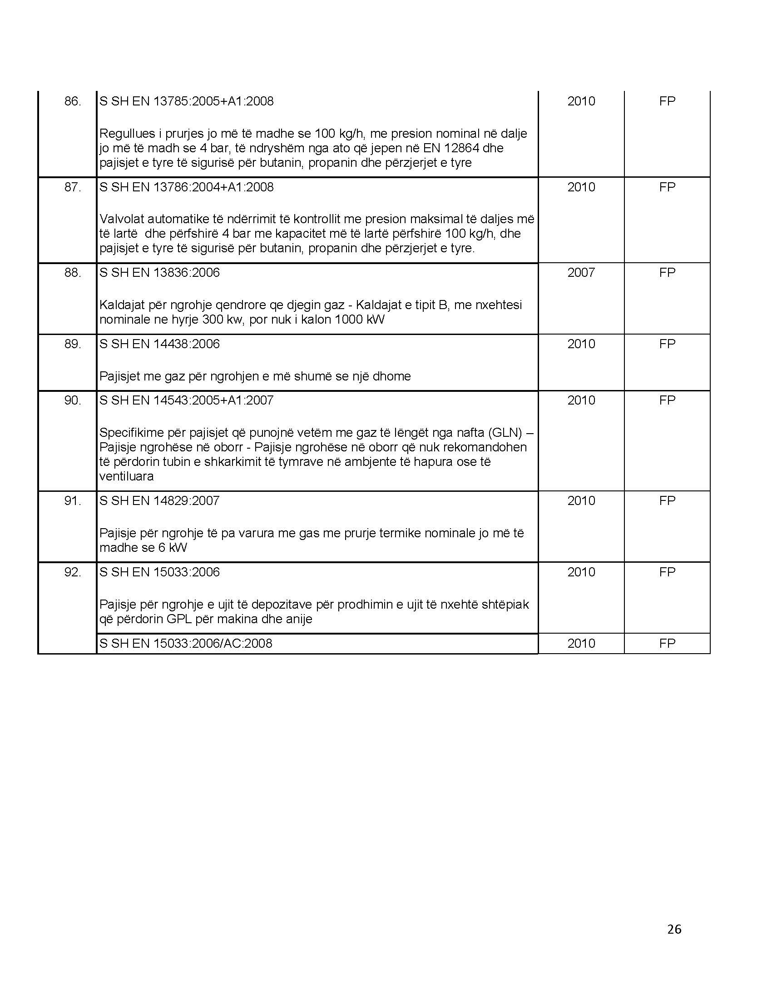 86. S SH EN 13785:2005+A1:2008 2010 FP
Regullues i prurjes jo më të madhe se 100 kg/h, me presion nominal në dalje
jo më të madh se 4 bar, të ndryshëm nga ato që jepen në EN 12864 dhe
pajisjet e tyre të sigurisë për butanin, propanin dhe përzjerjet e tyre
87. S SH EN 13786:2004+A1:2008 2010 FP
Valvolat automatike të ndërrimit të kontrollit me presion maksimal të daljes më
të lartë  dhe përfshirë 4 bar me kapacitet më të lartë përfshirë 100 kg/h, dhe
pajisjet e tyre të sigurisë për butanin, propanin dhe përzjerjet e tyre.
88. S SH EN 13836:2006 2007 FP
Kaldajat për ngrohje qendrore qe djegin gaz - Kaldajat e tipit B, me nxehtesi
nominale ne hyrje 300 kw, por nuk i kalon 1000 kW
89. S SH EN 14438:2006 2010 FP
Pajisjet me gaz për ngrohjen e më shumë se një dhome
90. S SH EN 14543:2005+A1:2007 2010 FP
Specifikime për pajisjet që punojnë vetëm me gaz të lëngët nga nafta (GLN) –
Pajisje ngrohëse në oborr - Pajisje ngrohëse në oborr që nuk rekomandohen
të përdorin tubin e shkarkimit të tymrave në ambjente të hapura ose të
ventiluara
91. S SH EN 14829:2007 2010 FP
Pajisje për ngrohje të pa varura me gas me prurje termike nominale jo më të
madhe se 6 kW
92. S SH EN 15033:2006 2010 FP
Pajisje për ngrohje e ujit të depozitave për prodhimin e ujit të nxehtë shtëpiak
që përdorin GPL për makina dhe anije
S SH EN 15033:2006/AC:2008 2010 FP
26